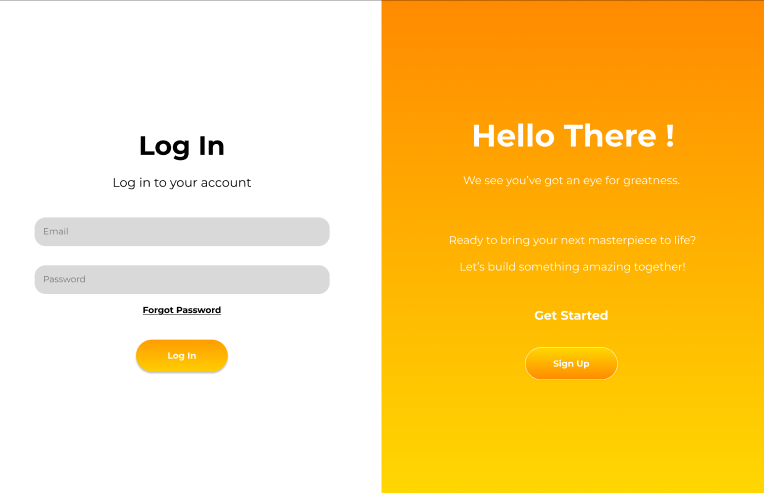 Log In
Log in to your account
Email
Password
Forgot Password
Log In
Hello There !
We see you've got an eye for greatness.
Ready to bring your next masterpiece to life?
Let's build something amazing together!
Get Started
Sign Up